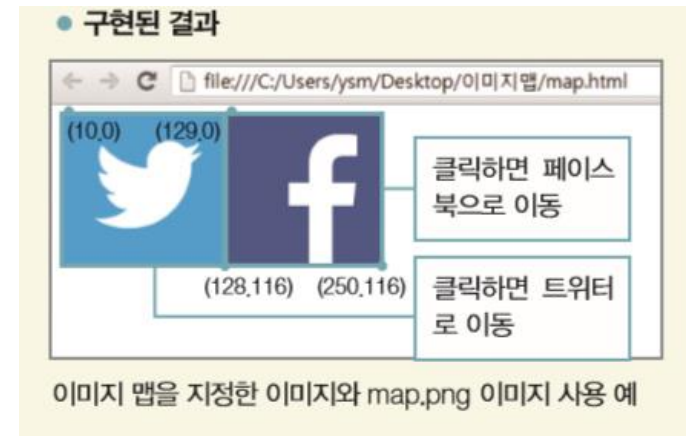 • 구현된 결과
file:///C:/Users/ysm/Desktop/이미지맵/map.html
(10,0) (129,0)
클릭하면 페이스
북으로 이동
(128,116) (250,116)
클릭하면 트위터
로 이동
이미지 맵을 지정한 이미지와 map.png 이미지 사용 예